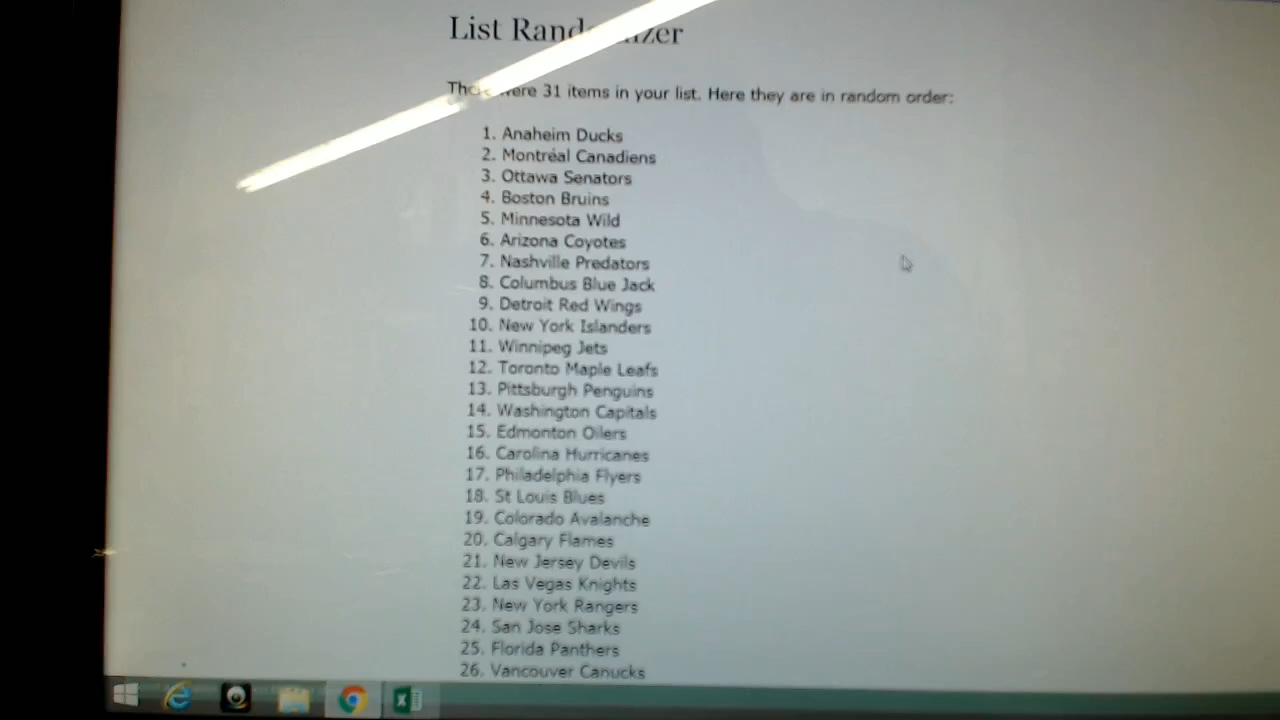 List Randomizer
There were 31 items in your list. Here they are in random order:
1. Anaheim Ducks
2. Montréal Canadiens
3. Ottawa Senators
4. Boston Bruins
5. Minnesota Wild
6. Arizona Coyotes
7. Nashville Predators
8. Columbus Blue Jack
9. Detroit Red Wings
10. New York Islanders
11. Winnipeg Jets
12. Toronto Maple Leafs
13. Pittsburgh Penguins
14. Washington Capitals
15. Edmonton Oilers
16. Carolina Hurricanes
17. Philadelphia Flyers
18. St Louis Blues
19. Colorado Avalanche
20. Calgary Flames
21. New Jersey Devils
22. Las Vegas Knights
23. New York Rangers
24. San Jose Sharks
25. Florida Panthers
26. Vancouver Canucks